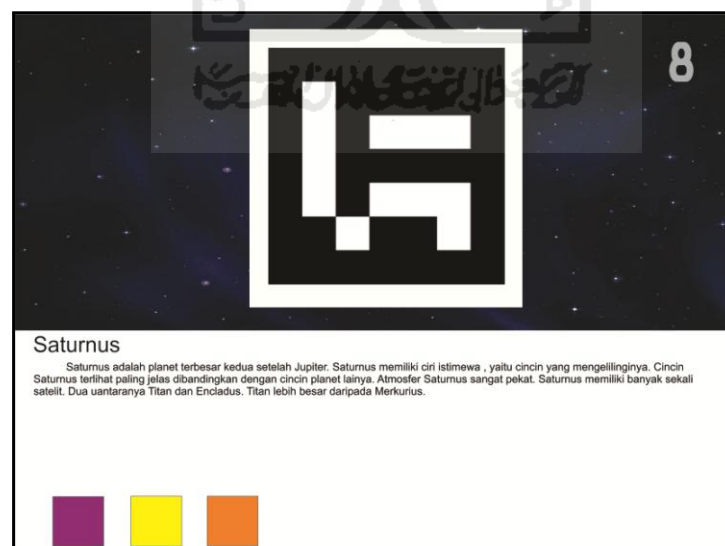 8
Saturnus
Saturnus adalah planet terbesar kedua setelah Jupiter. Saturnus memiliki ciri istimewa , yaitu cincin yang mengelilinginya. Cincin
Saturnus terlihat paling jelas dibandingkan dengan cincin planet lainya. Atmosfer Saturnus sangat pekat. Saturnus memiliki banyak sekali
satelit. Dua uantaranya Titan dan Encladus. Titan lebih besar daripada Merkurius.